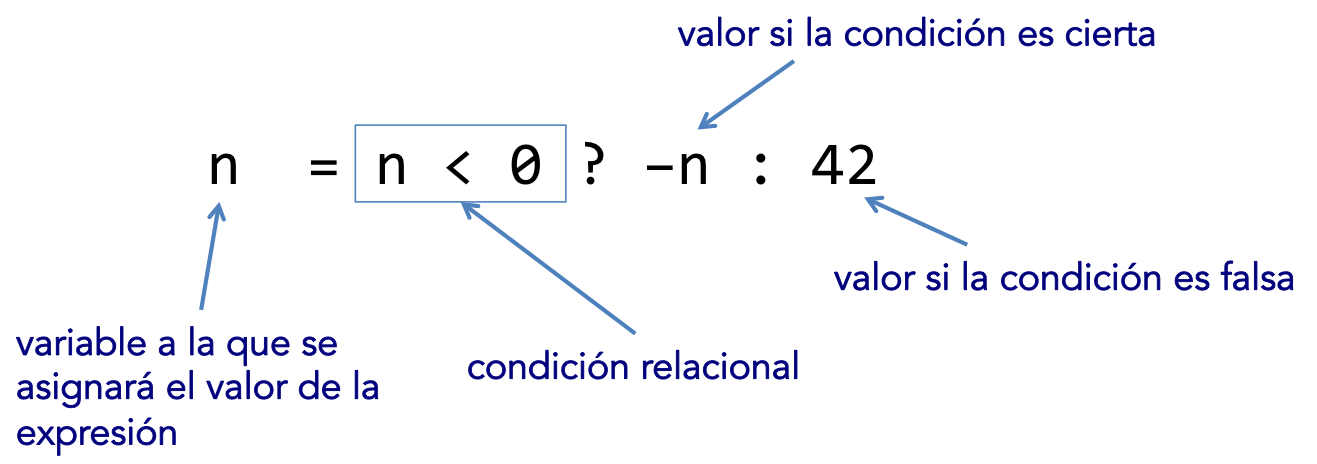 valor si la condición es cierta
n = n < 0 ? –n : 42
valor si la condición es falsa
variable a la que se
asignará el valor de la
expresión
condición relacional